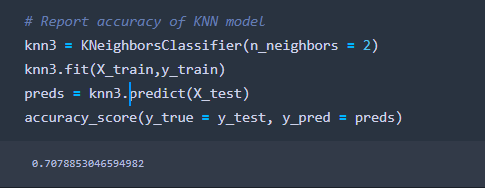 # Report accuracy of KNN model
knn3 = KNeighborsClassifier(n_neighbors = 2)
knn3.fit(X_train,y_train)
preds = knn3.predict(X_test)
accuracy_score(y_true = y_test, y_pred = preds)
0.7078853046594982